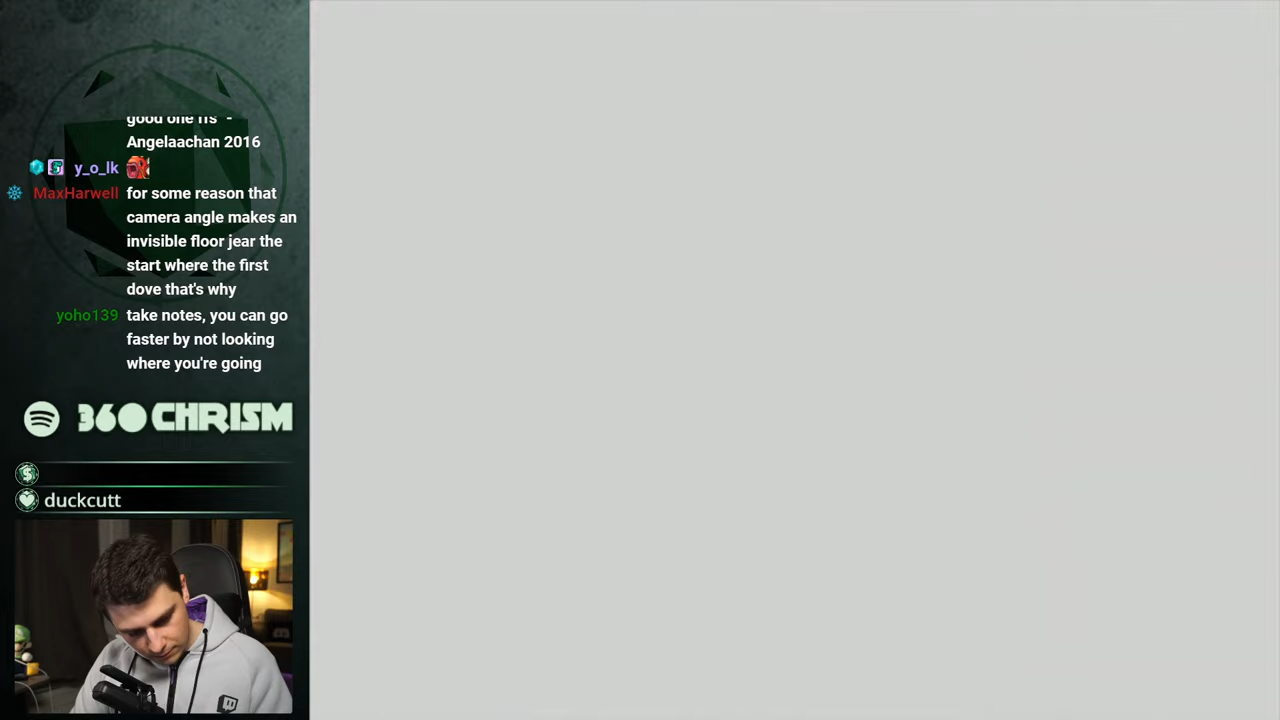 good one ffs" -
Angelaachan 2016
y_o_lk
MaxHarwell for some reason that
camera angle makes an
invisible floor jear the
start where the first
dove that's why
yoho139 take notes, you can go
faster by not looking
where you're going
360CHRISM
duckcutt